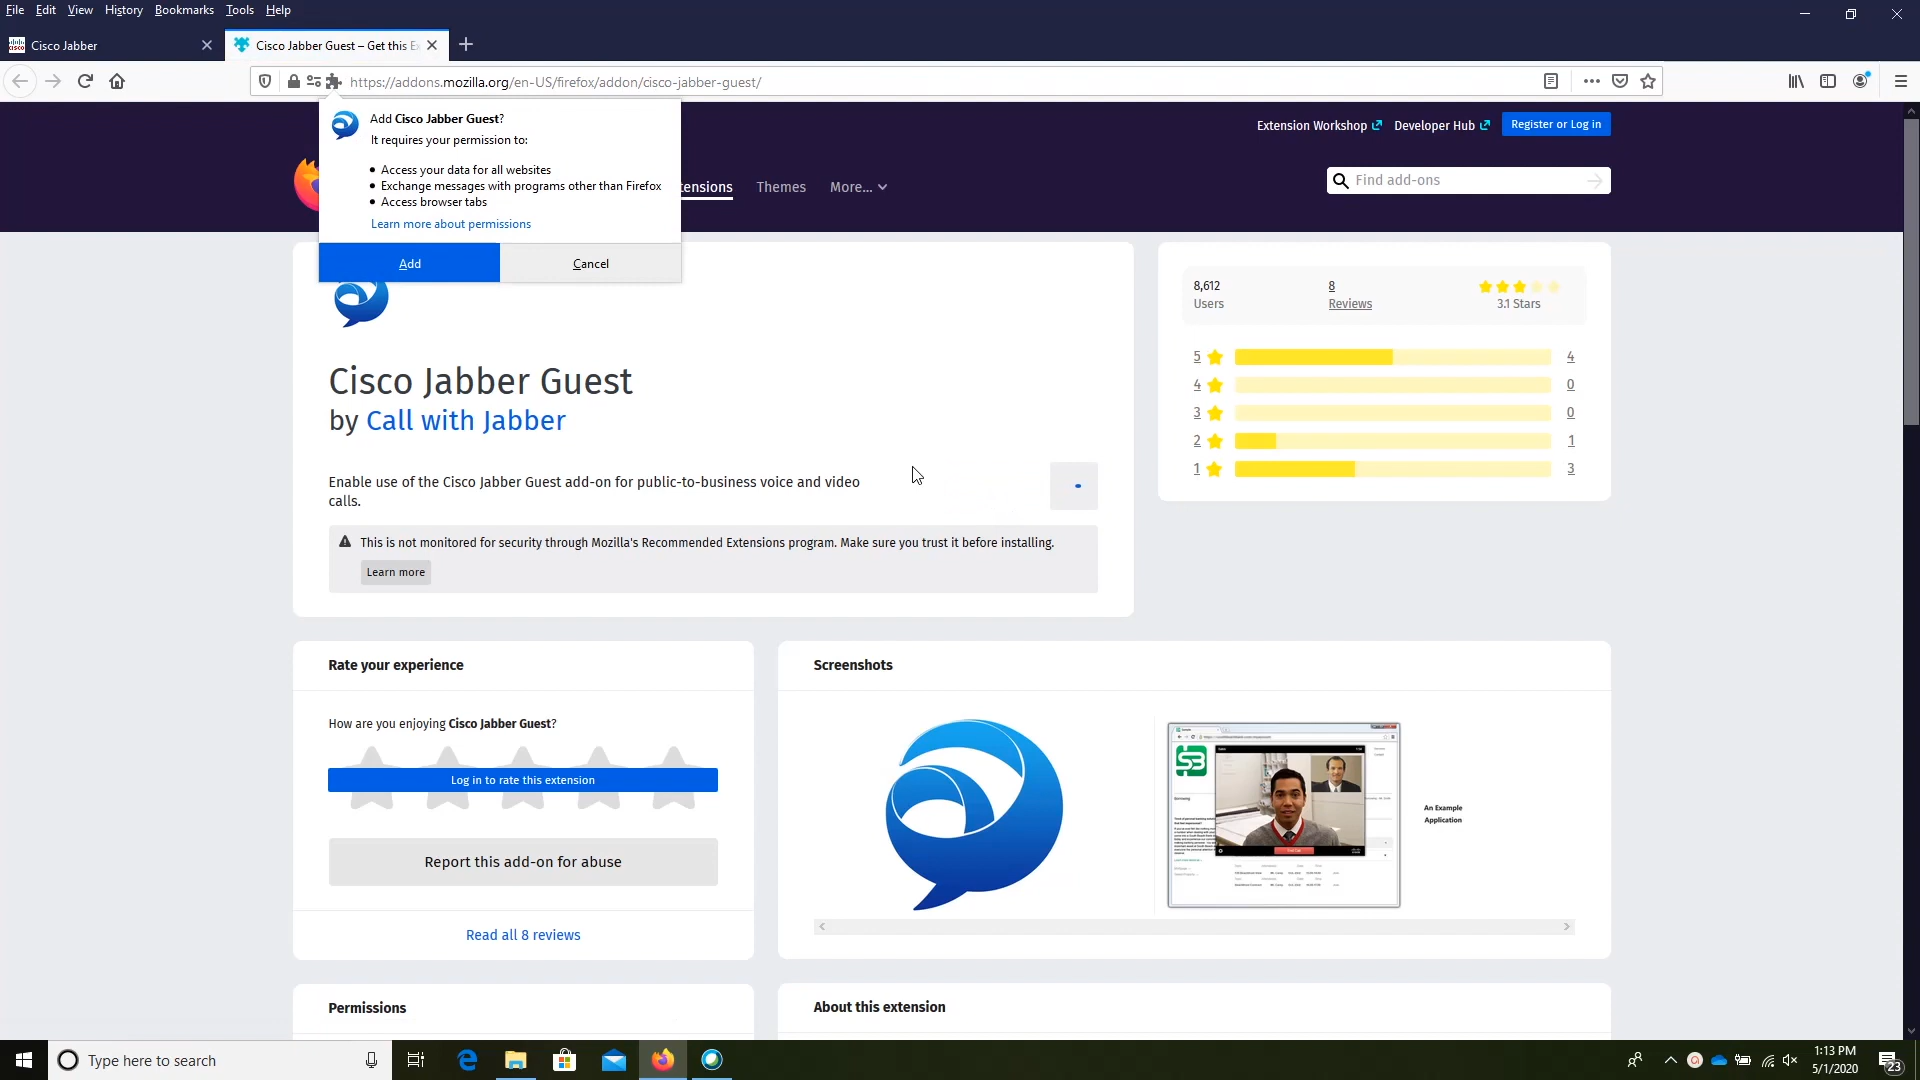 File Edit View History Bookmarks Tools Help
Cisco Jabber
Cisco Jabber Guest – Get this Ex
https://addons.mozilla.org/en-US/firefox/addon/cisco-jabber-guest/
Add Cisco Jabber Guest?
It requires your permission to:
Access your data for all websites
Exchange messages with programs other than Firefox
Access browser tabs
Learn more about permissions
Add
Cancel
Extension Workshop
Developer Hub
Register or Log in
tensions
Themes
More...
Find add-ons
Cisco Jabber Guest
by Call with Jabber
Enable use of the Cisco Jabber Guest add-on for public-to-business voice and video
calls.
This is not monitored for security through Mozilla's Recommended Extensions program. Make sure you trust it before installing.
Learn more
8,612
Users
8
Reviews
3.1 Stars
5 4
4 0
3 0
2 1
1 3
Rate your experience
How are you enjoying Cisco Jabber Guest?
Log in to rate this extension
Report this add-on for abuse
Read all 8 reviews
Screenshots
An Example
Application
Permissions
About this extension
Type here to search
1:13 PM
5/1/2020
23